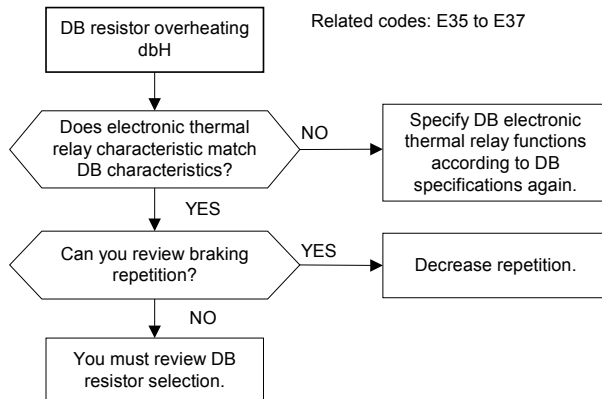 DB resistor overheating
dbH
Related codes: E35 to E37
Does electronic thermal
relay characteristic match
DB characteristics?
NO
Specify DB electronic
thermal relay functions
according to DB
specifications again.
YES
Can you review braking
repetition?
YES
Decrease repetition.
NO
You must review DB
resistor selection.